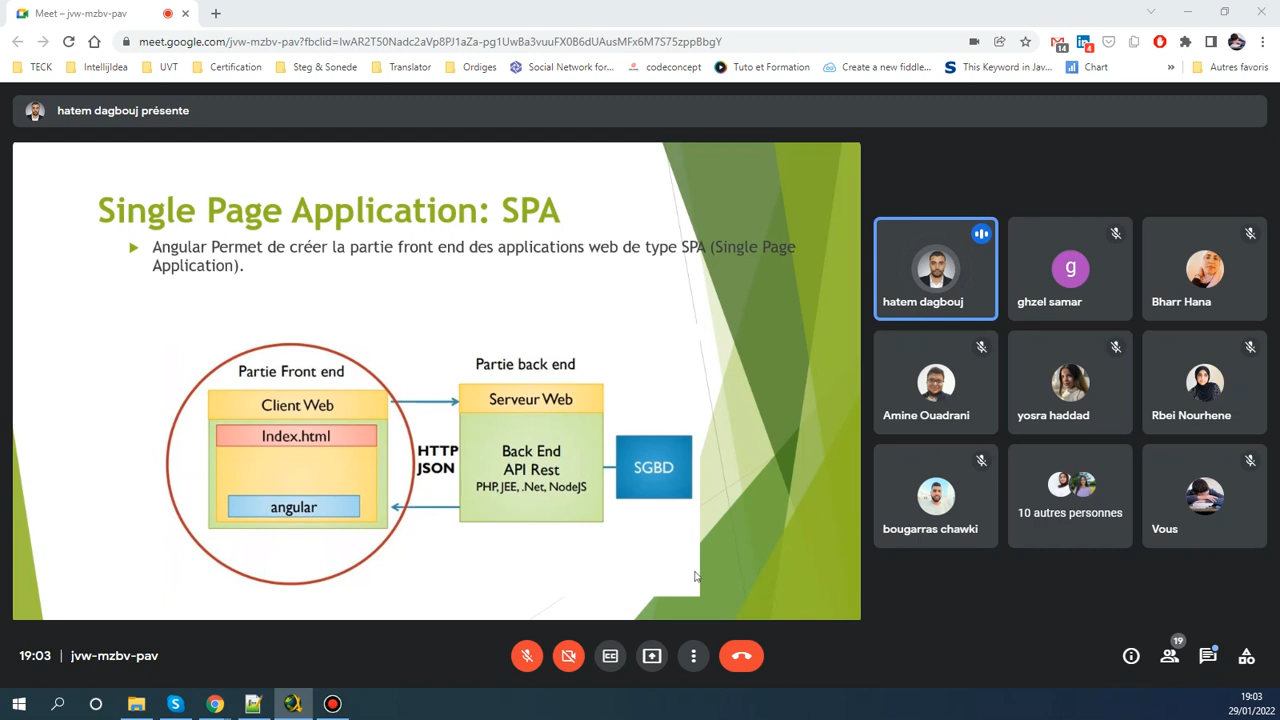 Meet – jvw-mzbv-pav
meet.google.com/jvw-mzbv-pav?fbclid=IwAR2T50Nadc2aVp8PJ1aZa-pg1UwBa3vuuFX0B6dUAusMFx6M7S75zppBgY
14
4
TECK
IntellijIdea
UVT
Certification
Steg & Sonede
Translator
Ordiges
Social Network for...
codeconcept
Tuto et Formation
Create a new fiddle...
This Keyword in Jav...
Chart
»
Autres favoris
hatem dagbouj présente
Single Page Application: SPA
Angular Permet de créer la partie front end des applications web de type SPA (Single Page
Application).
Partie Front end
Client Web
Index.html
angular
HTTP
JSON
Partie back end
Serveur Web
Back End
API Rest
PHP, JEE, .Net, NodeJS
SGBD
hatem dagbouj
g
ghzel samar
Bharr Hana
Amine Ouadrani
yosra haddad
Rbei Nourhene
bougarras chawki
10 autres personnes
Vous
19:03 | jvw-mzbv-pav
19
19:03
29/01/2022